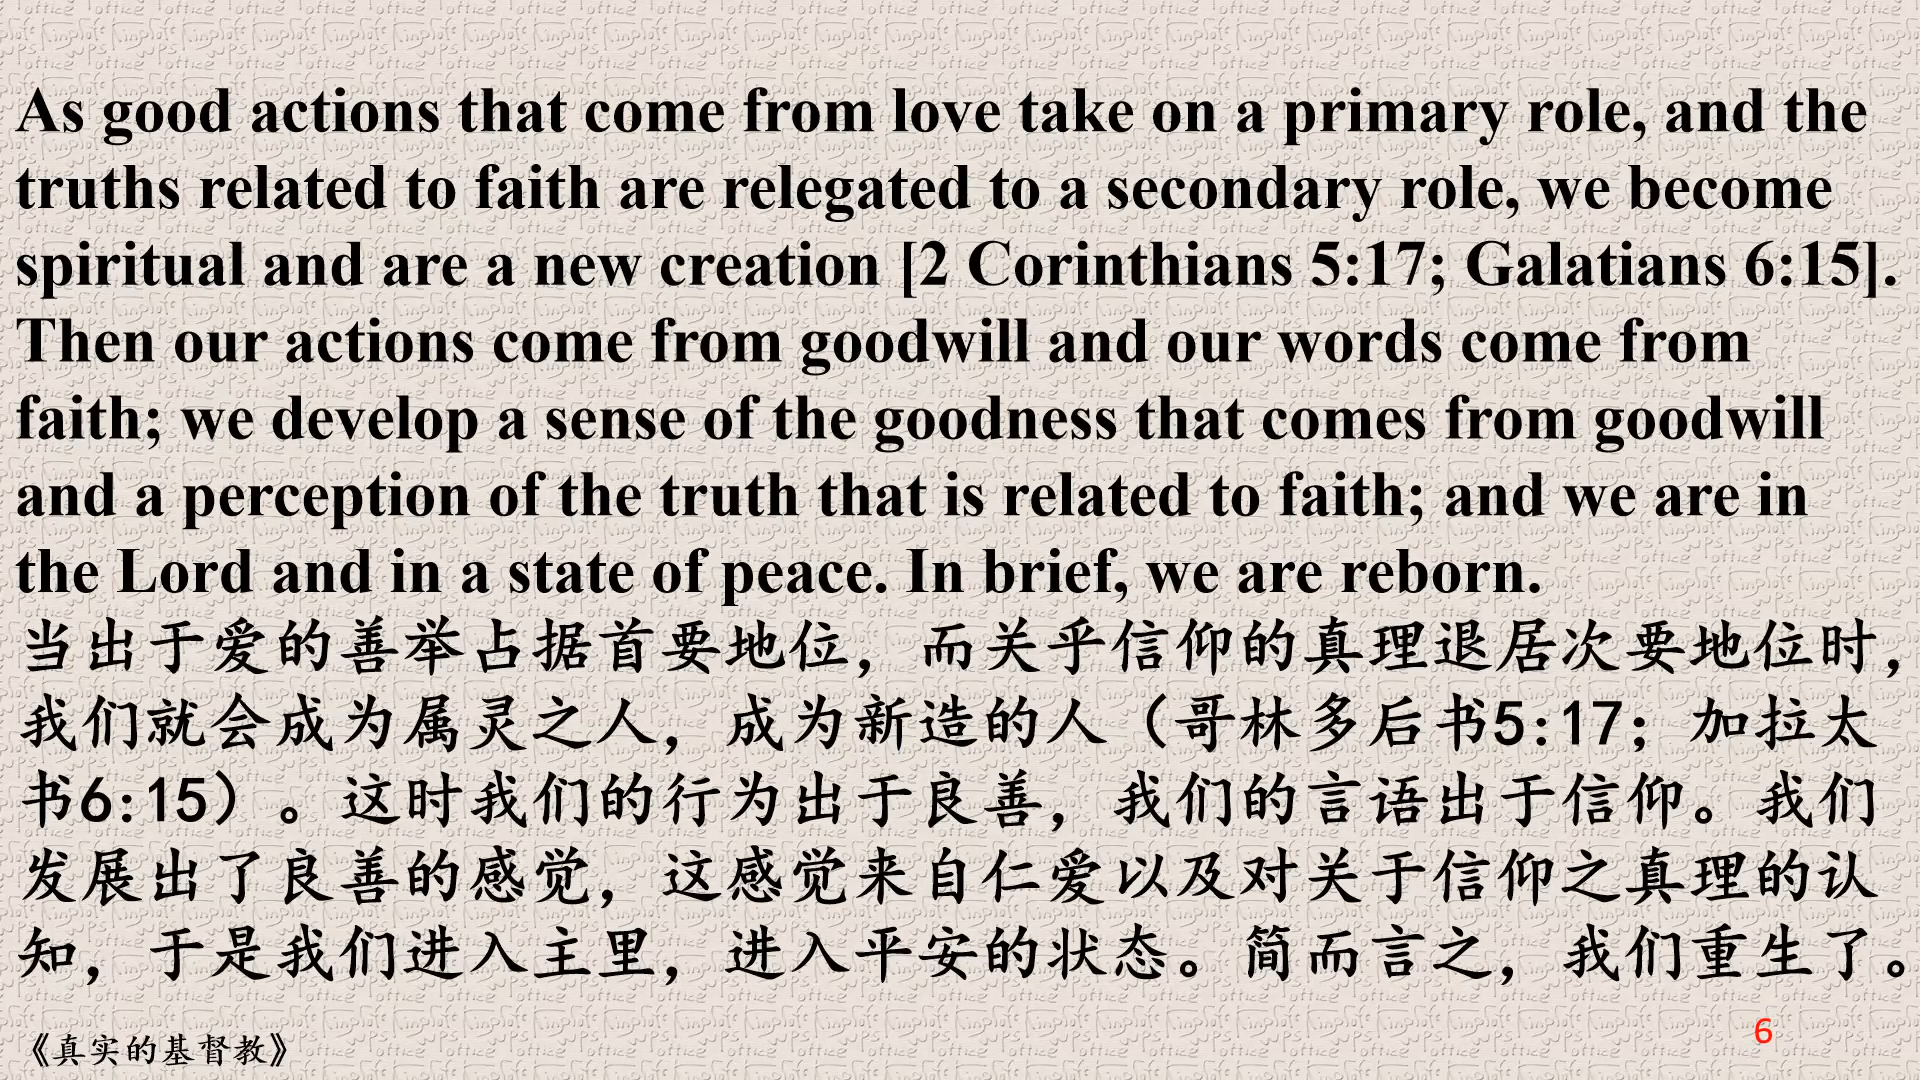 As good actions that come from love take on a primary role, and the
truths related to faith are relegated to a secondary role, we become
spiritual and are a new creation [2 Corinthians 5:17; Galatians 6:15].
Then our actions come from goodwill and our words come from
faith; we develop a sense of the goodness that comes from goodwill
and a perception of the truth that is related to faith; and we are in
the Lord and in a state of peace. In brief, we are reborn.
当出于爱的善举占据首要地位，而关乎信仰的真理退居次要地位时，
我们就会成为属灵之人，成为新造的人（哥林多后书5:17；加拉太
书6:15）。这时我们的行为出于良善，我们的言语出于信仰。我们
发展出了良善的感觉，这感觉来自仁爱以及对关于信仰之真理的认
知，于是我们进入主里，进入平安的状态。简而言之，我们重生了。
《真实的基督教》
6